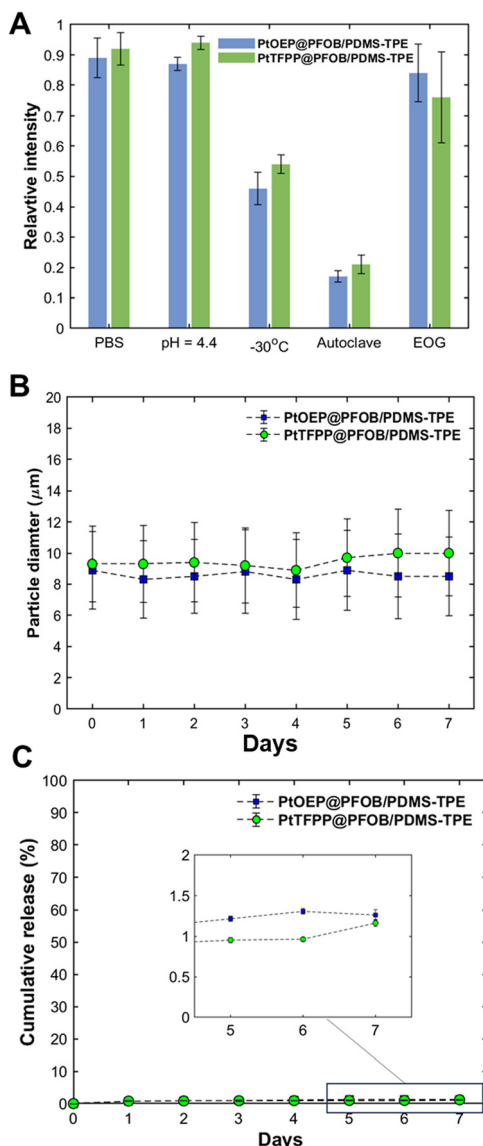 A
Relavtive intensity
1
0.9
0.8
0.7
0.6
0.5
0.4
0.3
0.2
0.1
0
PtOEP@PFOB/PDMS-TPE
PtTFPP@PFOB/PDMS-TPE
PBS pH = 4.4 -30°C Autoclave EOG
B
Particle diamter (μm)
20
18
16
14
12
10
8
6
4
2
0
PtOEP@PFOB/PDMS-TPE
PtTFPP@PFOB/PDMS-TPE
0 1 2 3 4 5 6 7
Days
C
Cumulative release (%)
100
90
80
70
60
50
40
30
20
10
0
PtOEP@PFOB/PDMS-TPE
PtTFPP@PFOB/PDMS-TPE
2
1.5
1
0.5
0
5 6 7
0 1 2 3 4 5 6 7
Days